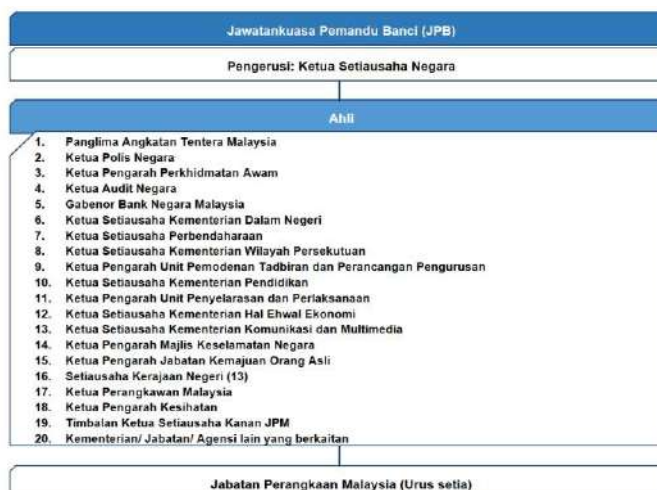 Jawatankuasa Pemandu Banci (JPB)
Pengerusi: Ketua Setiausaha Negara
Ahli
1. Panglima Angkatan Tentera Malaysia
2. Ketua Polis Negara
3. Ketua Pengarah Perkhidmatan Awam
4. Ketua Audit Negara
5. Gabenor Bank Negara Malaysia
6. Ketua Setiausaha Kementerian Dalam Negeri
7. Ketua Setiausaha Perbendaharaan
8. Ketua Setiausaha Kementerian Wilayah Persekutuan
9. Ketua Pengarah Unit Pemodenan Tadbiran dan Perancangan Pengurusan
10. Ketua Setiausaha Kementerian Pendidikan
11. Ketua Pengarah Unit Penyelarasan dan Perlaksanaan
12. Ketua Setiausaha Kementerian Hal Ehwal Ekonomi
13. Ketua Setiausaha Kementerian Komunikasi dan Multimedia
14. Ketua Pengarah Majlis Keselamatan Negara
15. Ketua Pengarah Jabatan Kemajuan Orang Asli
16. Setiausaha Kerajaan Negeri (13)
17. Ketua Perangkawan Malaysia
18. Ketua Pengarah Kesihatan
19. Timbalan Ketua Setiausaha Kanan JPM
20. Kementerian/ Jabatan/ Agensi lain yang berkaitan
Jabatan Perangkaan Malaysia (Urus setia)